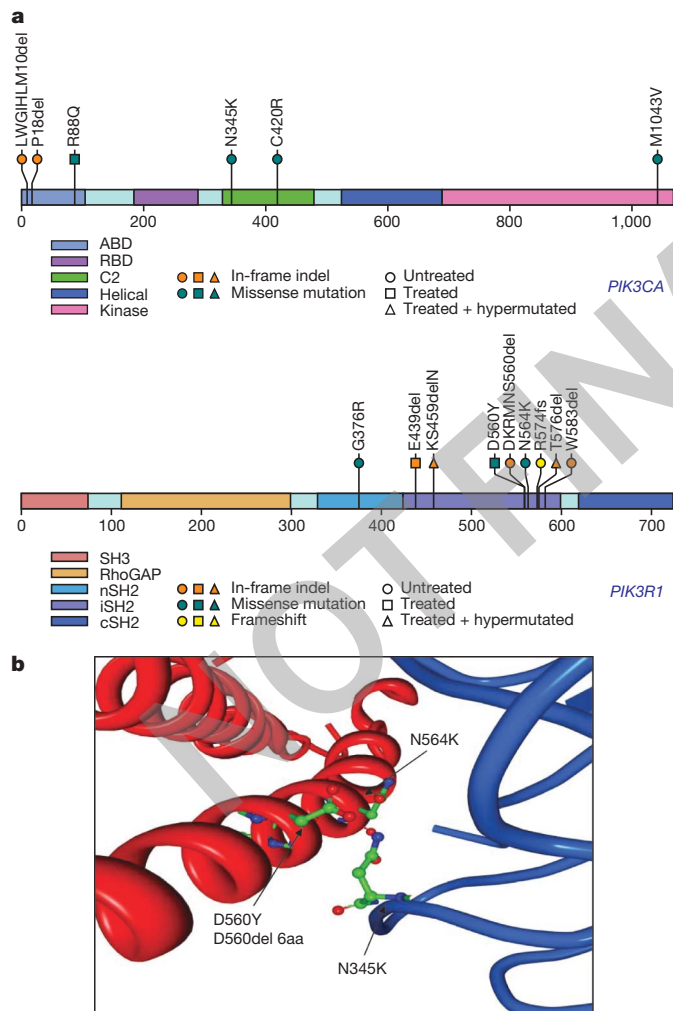 a
LWGIHLM10del
P18del
R88Q
N345K
C420R
M1043V
0 200 400 600 800 1,000
ABD
RBD
C2
Helical
Kinase
In-frame indel
Missense mutation
Untreated
Treated
Treated + hypermutated
PIK3CA
G376R
E439del
KS459delN
D560Y
DKRMNS560del
N564K
R574fs
T576del
W583del
0 100 200 300 400 500 600 700
SH3
RhoGAP
nSH2
iSH2
cSH2
In-frame indel
Missense mutation
Frameshift
Untreated
Treated
Treated + hypermutated
PIK3R1
b
N564K
D560Y
D560del 6aa
N345K